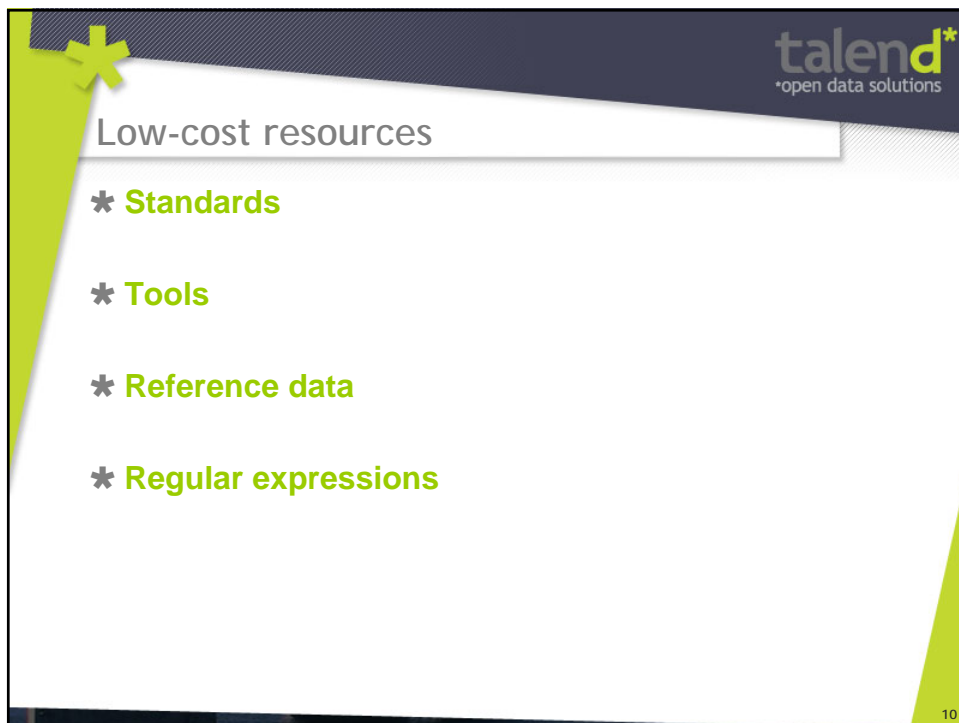 talend*
*open data solutions
Low-cost resources
* Standards
* Tools
* Reference data
* Regular expressions
10